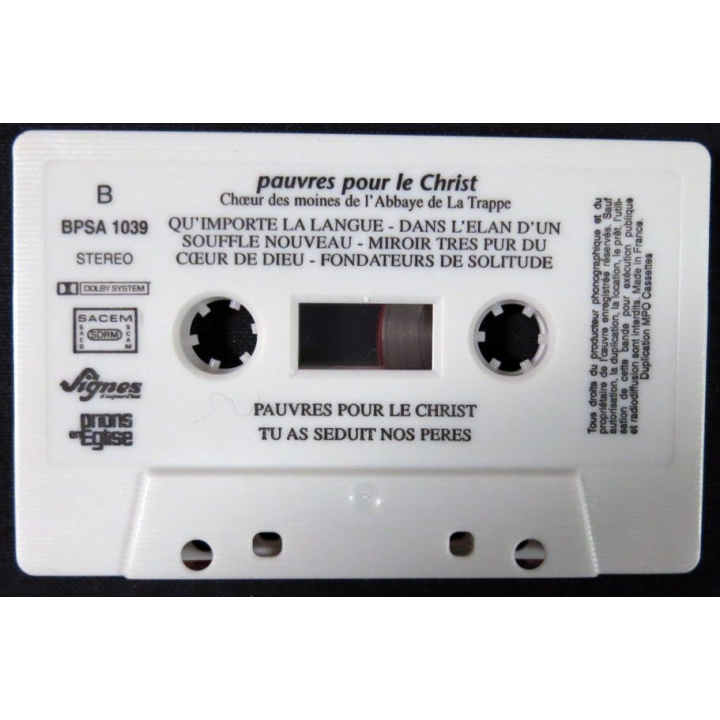 pauvres pour le Christ
Chœur des moines de l'Abbaye de La Trappe
B
BPSA 1039
STEREO
QU'IMPORTE LA LANGUE - DANS L'ELAN D'UN
SOUFFLE NOUVEAU - MIROIR TRES PUR DU
CŒUR DE DIEU - FONDATEURS DE SOLITUDE
DOLBY SYSTEM
SACEM
SACD
SDRM
SCAM
Signes
d'aujourd'hui
prions
en Eglise
PAUVRES POUR LE CHRIST
TU AS SEDUIT NOS PERES
Tous droits du producteur phonographique et du
propriétaire de l'œuvre enregistrée réservés. Sauf
autorisation, la duplication, la location, le prêt, l'utili-
sation de cette bande pour exécution publique
et radiodiffusion sont interdits. Made in France.
Duplication MPO Cassettes